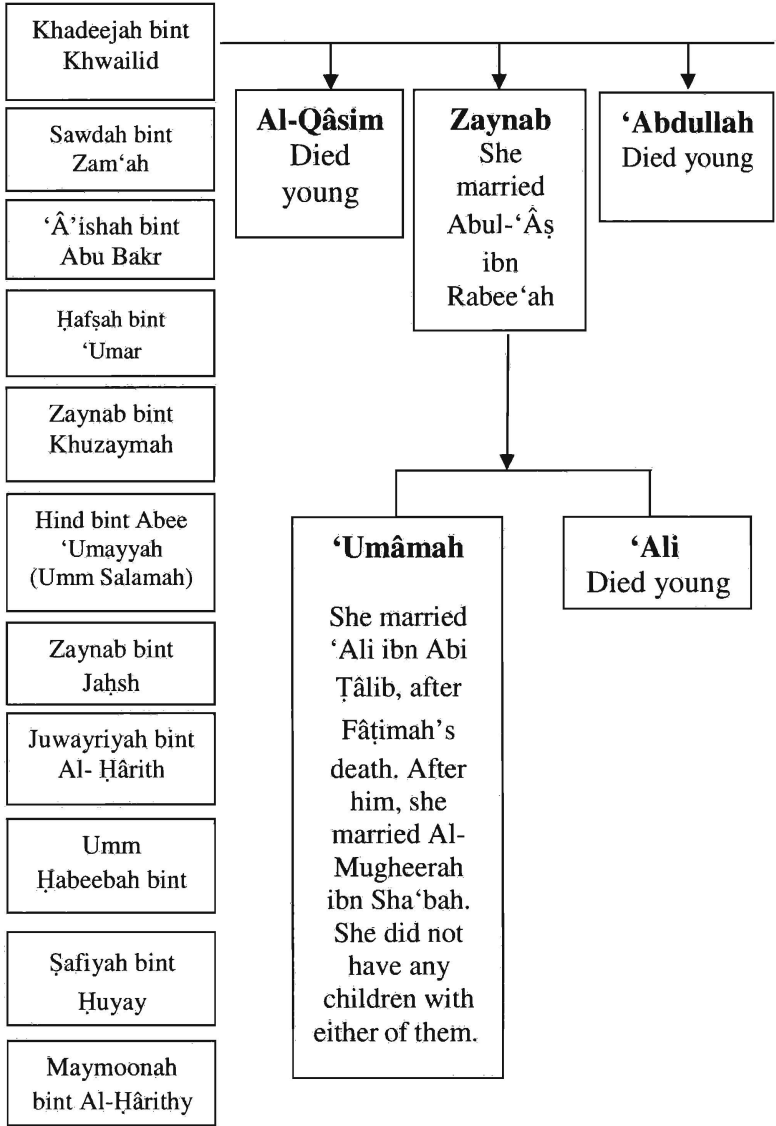 Khadeejah bint
Khwailid
Sawdah bint
Zam‘ah
‘Â’ishah bint
Abu Bakr
Ḥafṣah bint
‘Umar
Zaynab bint
Khuzaymah
Hind bint Abee
‘Umayyah
(Umm Salamah)
Zaynab bint
Jaḥsh
Juwayriyah bint
Al- Ḥârith
Umm
Ḥabeebah bint
Ṣafiyah bint
Ḥuyay
Maymoonah
bint Al-Ḥârithy
Al-Qâsim
Died
young
Zaynab
She
married
Abul-‘Âṣ
ibn
Rabee‘ah
‘Abdullah
Died young
‘Umâmah
She married
‘Ali ibn Abi
Ṭâlib, after
Fâṭimah’s
death. After
him, she
married Al-
Mugheerah
ibn Sha‘bah.
She did not
have any
children with
either of them.
‘Ali
Died young